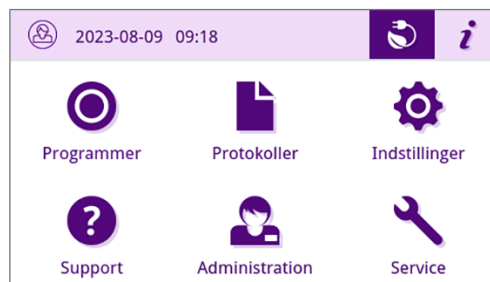 2023-08-09 09:18
i
Programmer Protokoller Indstillinger
?
Support Administration Service